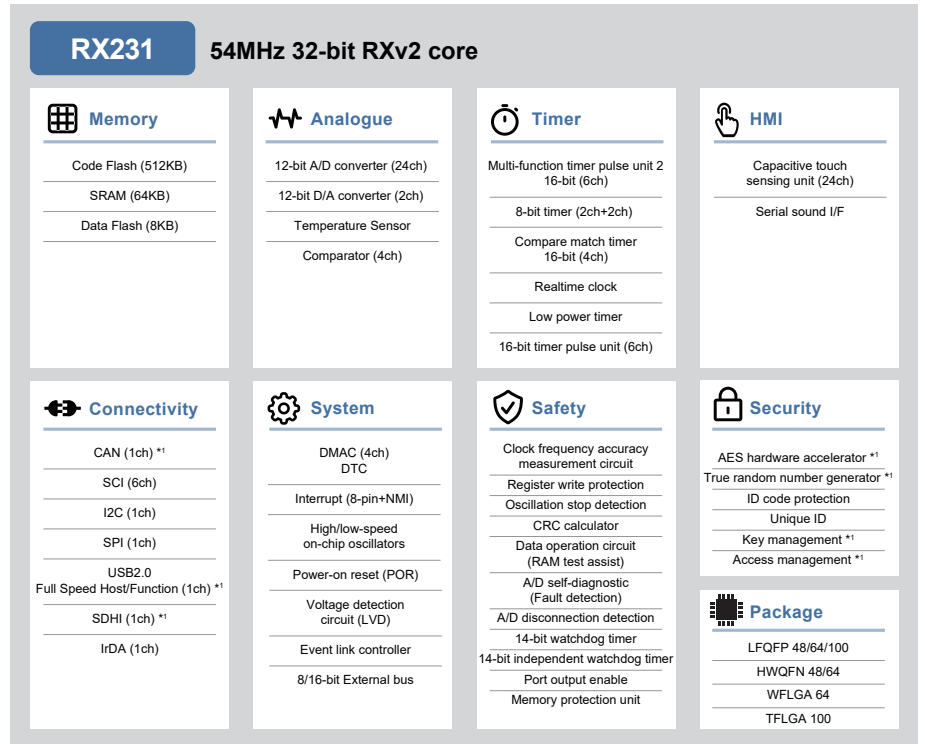 RX231
54MHz 32-bit RXv2 core
Memory
Code Flash (512KB)
SRAM (64KB)
Data Flash (8KB)
Analogue
12-bit A/D converter (24ch)
12-bit D/A converter (2ch)
Temperature Sensor
Comparator (4ch)
Timer
Multi-function timer pulse unit 2
16-bit (6ch)
8-bit timer (2ch+2ch)
Compare match timer
16-bit (4ch)
Realtime clock
Low power timer
16-bit timer pulse unit (6ch)
HMI
Capacitive touch
sensing unit (24ch)
Serial sound I/F
Connectivity
CAN (1ch) *1
SCI (6ch)
I2C (1ch)
SPI (1ch)
USB2.0
Full Speed Host/Function (1ch) *1
SDHI (1ch) *1
IrDA (1ch)
System
DMAC (4ch)
DTC
Interrupt (8-pin+NMI)
High/low-speed
on-chip oscillators
Power-on reset (POR)
Voltage detection
circuit (LVD)
Event link controller
8/16-bit External bus
Safety
Clock frequency accuracy
measurement circuit
Register write protection
Oscillation stop detection
CRC calculator
Data operation circuit
(RAM test assist)
A/D self-diagnostic
(Fault detection)
A/D disconnection detection
14-bit watchdog timer
14-bit independent watchdog timer
Port output enable
Memory protection unit
Security
AES hardware accelerator *1
True random number generator *1
ID code protection
Unique ID
Key management *1
Access management *1
Package
LFQFP 48/64/100
HWQFN 48/64
WFLGA 64
TFLGA 100